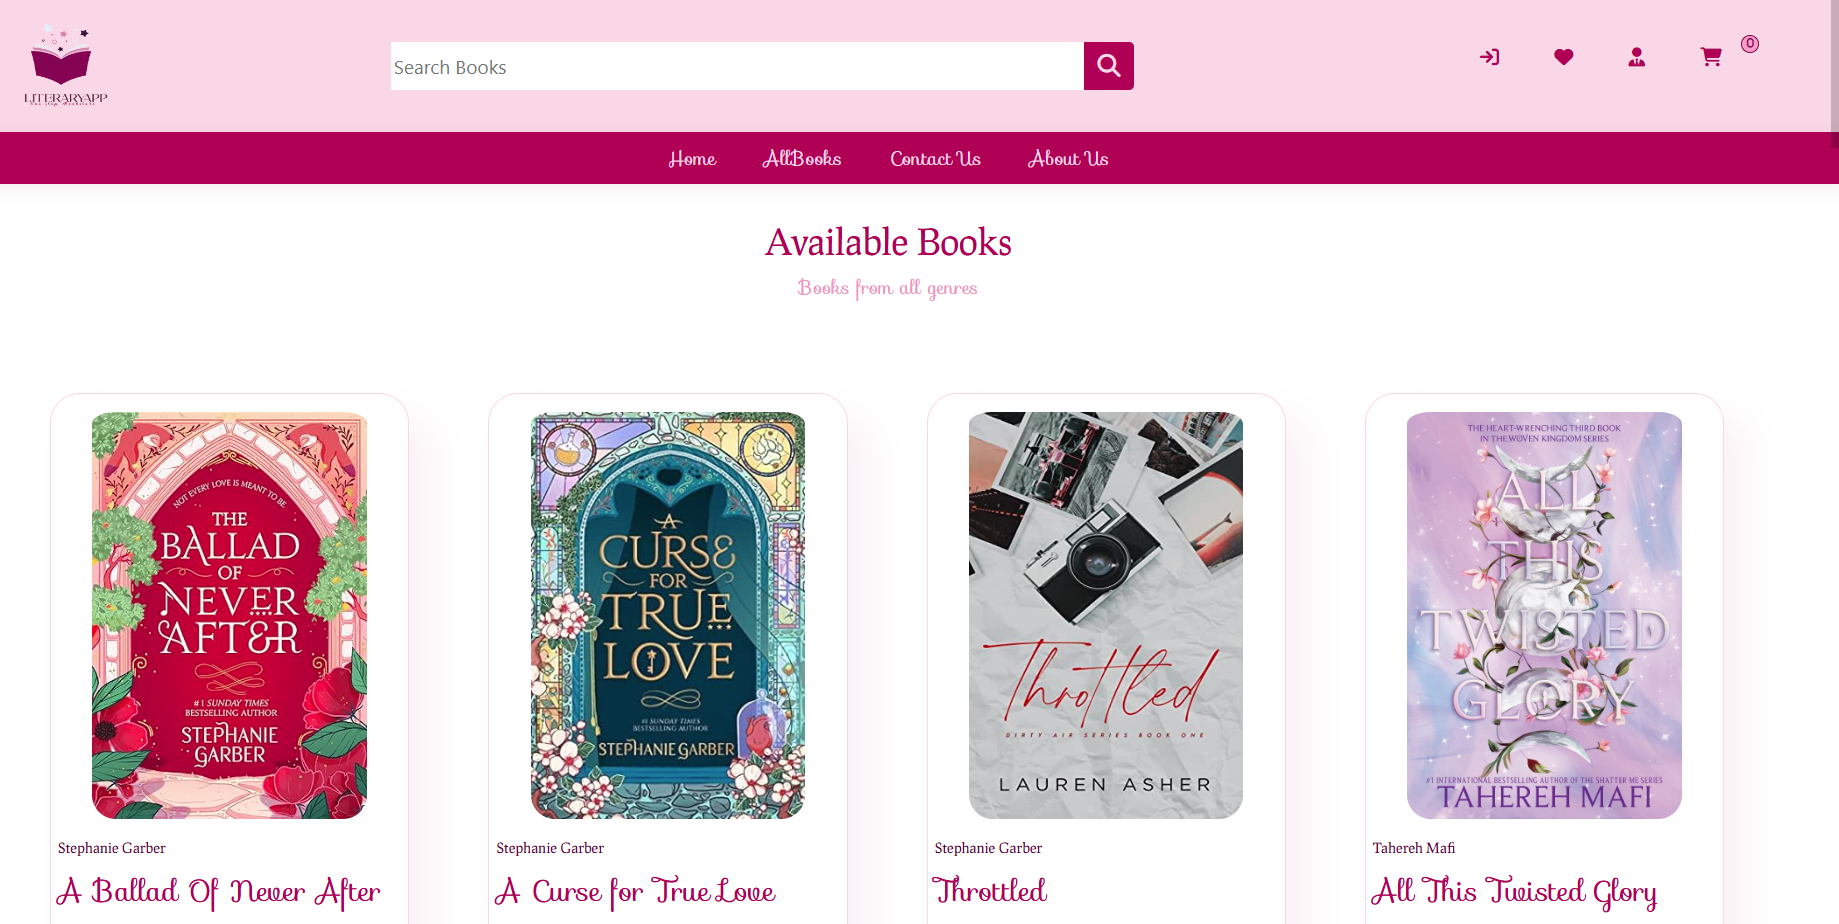 LITERARYAPP
Search Books
0
Home AllBooks Contact Us About Us
Available Books
Books from all genres
NOT EVERY LOVE IS MEANT TO BE
THE
BALLAD
OF
NEVER
AFTER
#1 SUNDAY TIMES
BESTSELLING AUTHOR
STEPHANIE
GARBER
Stephanie Garber
A Ballad Of Never After
A
CURSE
FOR
TRUE
LOVE
#1 SUNDAY TIMES
BESTSELLING AUTHOR
STEPHANIE GARBER
Stephanie Garber
A Curse for True Love
Throttled
DIRTY AIR SERIES BOOK ONE
LAUREN ASHER
Stephanie Garber
Throttled
THE HEART-WRENCHING THIRD BOOK
IN THE WOVEN KINGDOM SERIES
ALL
THIS
TWISTED
GLORY
#1 INTERNATIONAL BESTSELLING AUTHOR OF THE SHATTER ME SERIES
TAHEREH MAFI
Tahereh Mafi
All This Twisted Glory